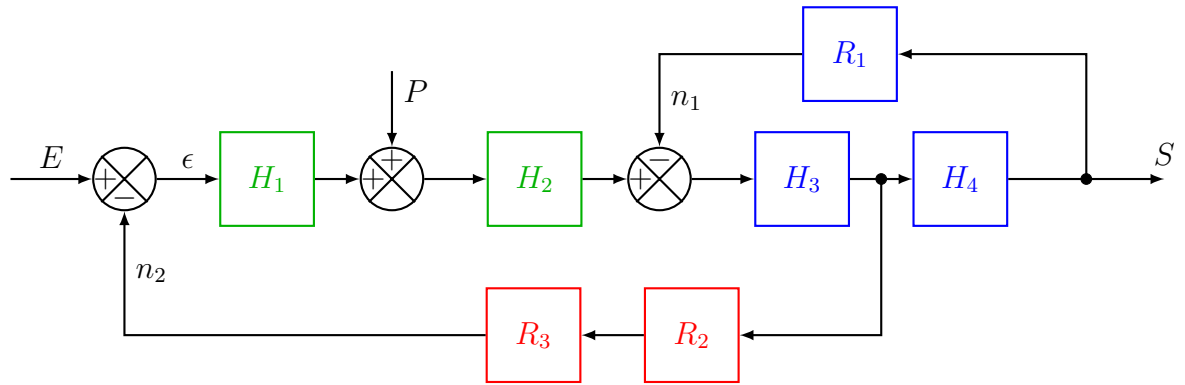 R₁
P
n₁
E
ϵ
S
+
−
H₁
+
+
H₂
−
+
H₃
H₄
n₂
R₃
R₂